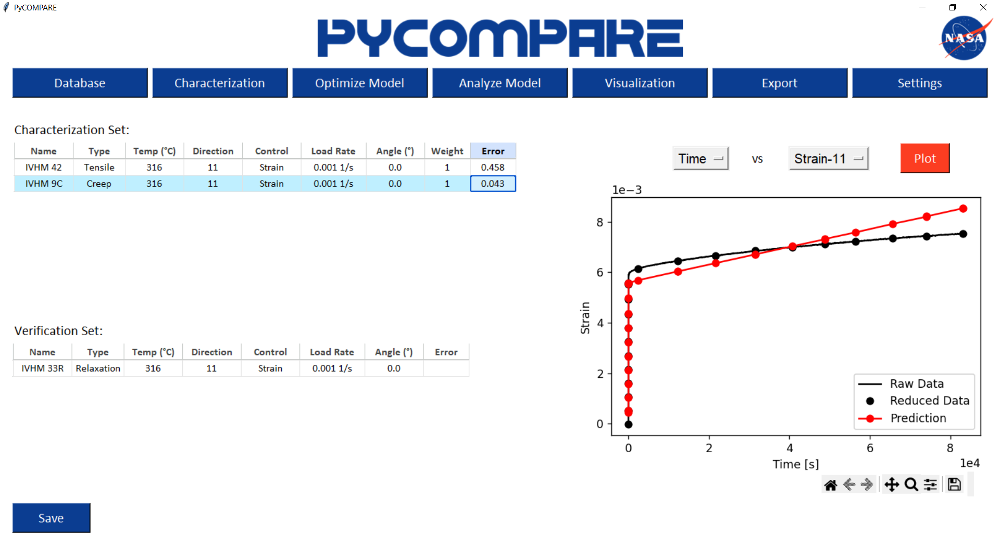 PyCOMPARE
PYCOMPARE
NASA
Database Characterization Optimize Model Analyze Model Visualization Export Settings
Characterization Set:
Name Type Temp (°C) Direction Control Load Rate Angle (°) Weight Error
IVHM 42 Tensile 316 11 Strain 0.001 1/s 0.0 1 0.458
IVHM 9C Creep 316 11 Strain 0.001 1/s 0.0 1 0.043
Verification Set:
Name Type Temp (°C) Direction Control Load Rate Angle (°) Error
IVHM 33R Relaxation 316 11 Strain 0.001 1/s 0.0
Time vs Strain-11 Plot
1e−3
8
6
4
2
0
Strain
Raw Data
Reduced Data
Prediction
0 2 4 6 8
Time [s]
1e4
Save